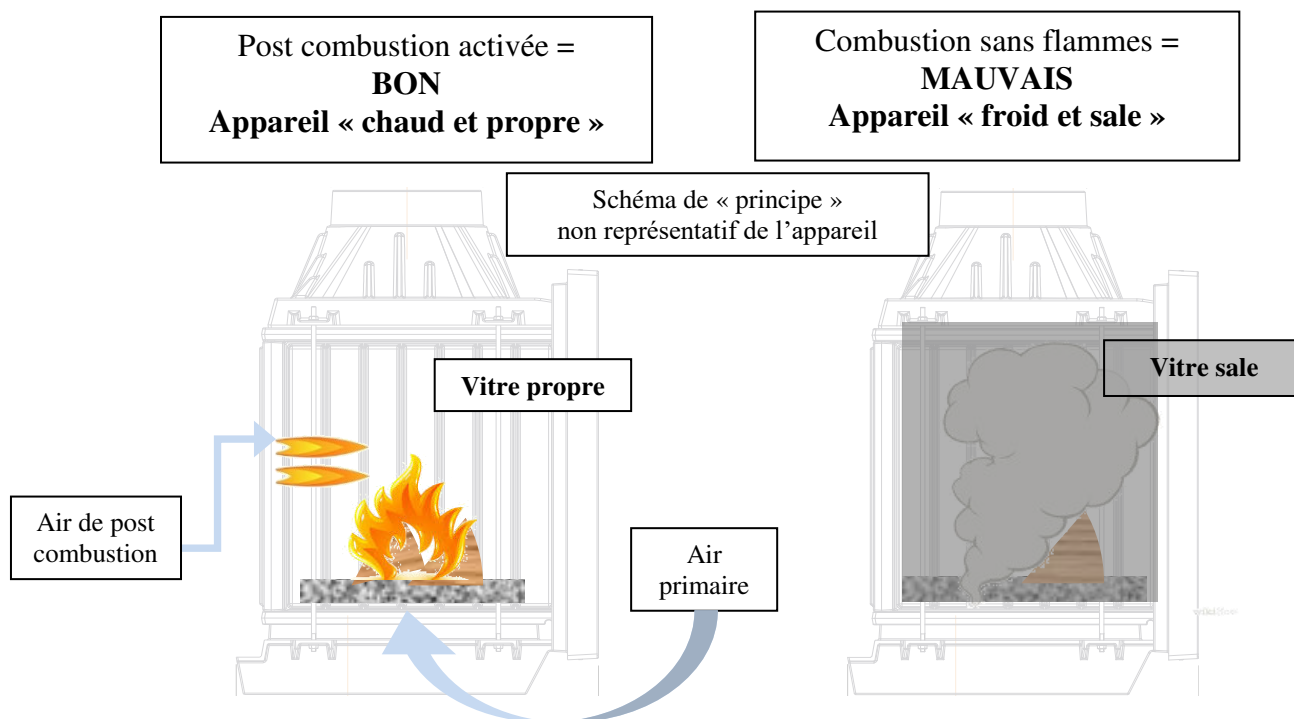 Post combustion activée =
BON
Appareil « chaud et propre »
Combustion sans flammes =
MAUVAIS
Appareil « froid et sale »
Schéma de « principe »
non représentatif de l'appareil
Vitre propre
Vitre sale
Air de post
combustion
Air
primaire